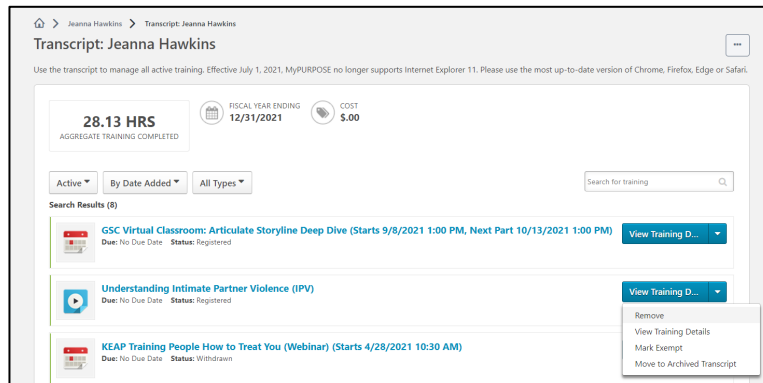 Jeanna Hawkins > Transcript: Jeanna Hawkins
Transcript: Jeanna Hawkins
Use the transcript to manage all active training. Effective July 1, 2021, MyPURPOSE no longer supports Internet Explorer 11. Please use the most up-to-date version of Chrome, Firefox, Edge or Safari.
28.13 HRS
AGGREGATE TRAINING COMPLETED
FISCAL YEAR ENDING
12/31/2021
COST
$.00
Active
By Date Added
All Types
Search for training
Search Results (8)
GSC Virtual Classroom: Articulate Storyline Deep Dive (Starts 9/8/2021 1:00 PM, Next Part 10/13/2021 1:00 PM)
Due: No Due Date Status: Registered
View Training D...
Understanding Intimate Partner Violence (IPV)
Due: No Due Date Status: Registered
View Training D...
Remove
View Training Details
Mark Exempt
Move to Archived Transcript
KEAP Training People How to Treat You (Webinar) (Starts 4/28/2021 10:30 AM)
Due: No Due Date Status: Withdrawn